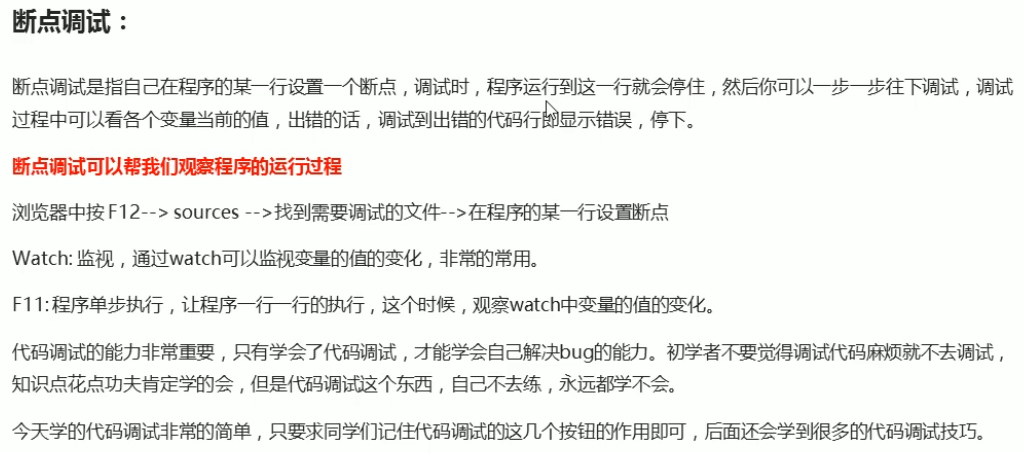 断点调试：
断点调试是指自己在程序的某一行设置一个断点，调试时，程序运行到这一行就会停住，然后你可以一步一步往下调试，调试
过程中可以看各个变量当前的值，出错的话，调试到出错的代码行即显示错误，停下。
断点调试可以帮我们观察程序的运行过程
浏览器中按 F12--> sources -->找到需要调试的文件-->在程序的某一行设置断点
Watch: 监视，通过watch可以监视变量的值的变化，非常的常用。
F11: 程序单步执行，让程序一行一行的执行，这个时候，观察watch中变量的值的变化。
代码调试的能力非常重要，只有学会了代码调试，才能学会自己解决bug的能力。初学者不要觉得调试代码麻烦就不去调试，
知识点花点功夫肯定学的会，但是代码调试这个东西，自己不去练，永远都学不会。
今天学的代码调试非常的简单，只要求同学们记住代码调试的这几个按钮的作用即可，后面还会学到很多的代码调试技巧。